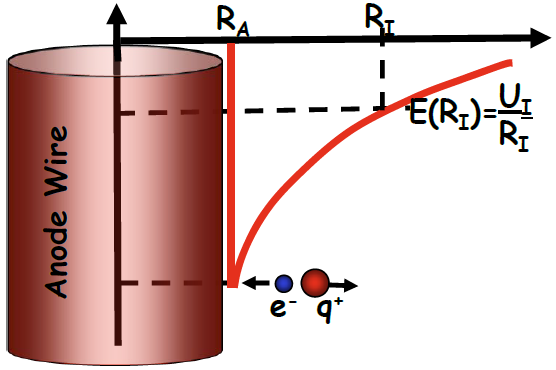 R_A
R_I
E(R_I)=U_I/R_I
Anode Wire
e⁻ q⁺